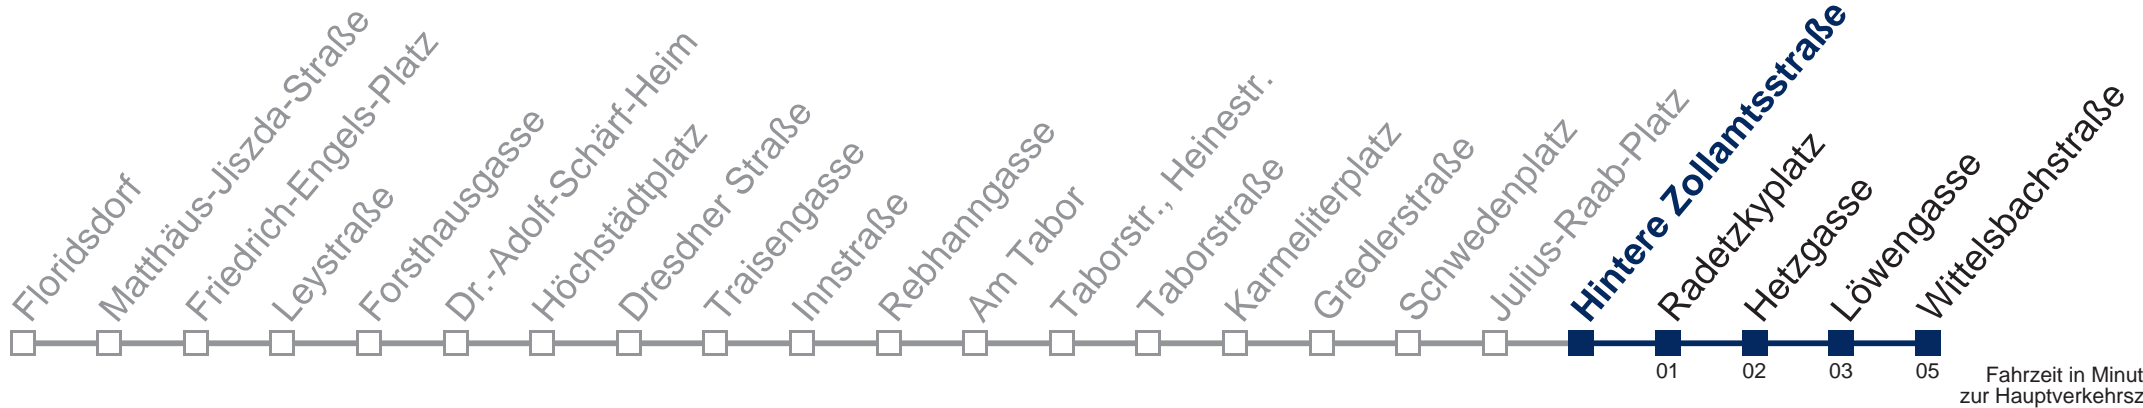 Floridsdorf
Matthäus-Jiszda-Straße
Friedrich-Engels-Platz
Leystraße
Forsthausgasse
Dr.-Adolf-Schärf-Heim
Höchstädtplatz
Dresdner Straße
Traisengasse
Innstraße
Rebhanngasse
Am Tabor
Taborstr., Heinestr.
Taborstraße
Karmeliterplatz
Gredlerstraße
Schwedenplatz
Julius-Raab-Platz
Hintere Zollamtsstraße
Radetzkyplatz
Hetzgasse
Löwengasse
Wittelsbachstraße
01
02
03
05
Fahrzeit in Minut
zur Hauptverkehrsz